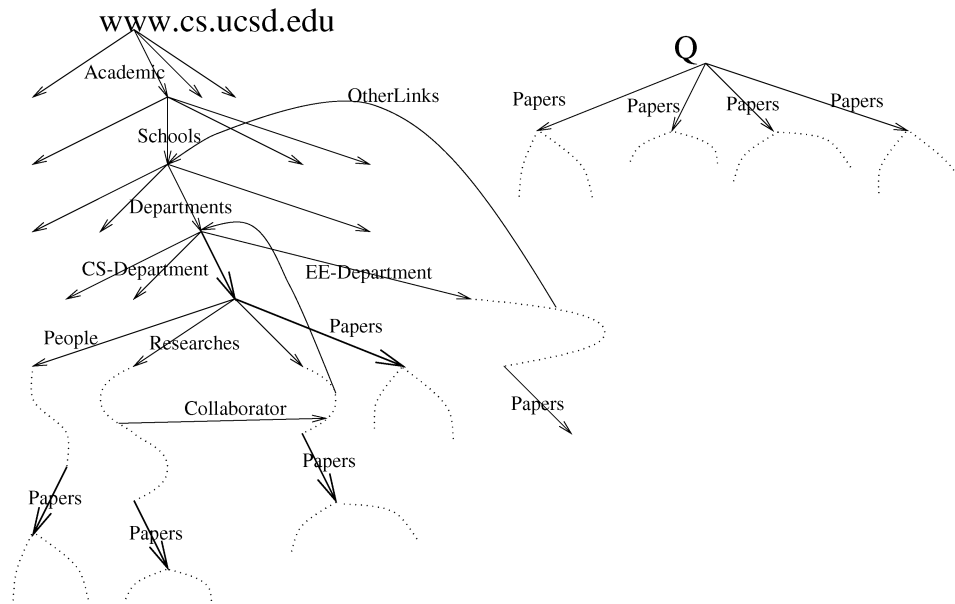 www.cs.ucsd.edu
Q
Academic
OtherLinks
Papers
Papers
Papers
Papers
Schools
Departments
CS-Department
EE-Department
People
Researches
Papers
Collaborator
Papers
Papers
Papers
Papers